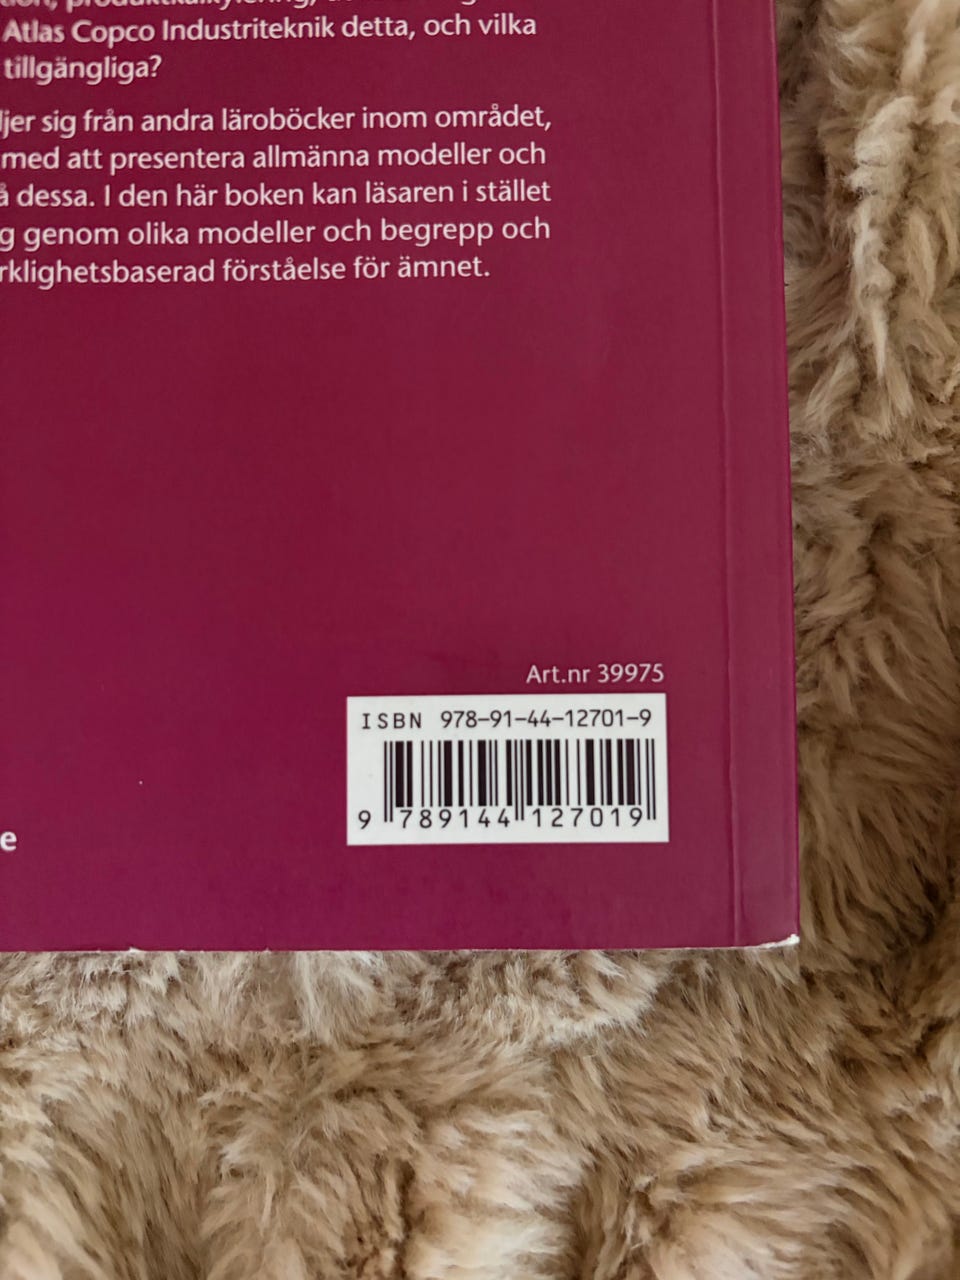 Atlas Copco Industriteknik detta, och vilka
tillgängliga?
ljer sig från andra läroböcker inom området,
med att presentera allmänna modeller och
å dessa. I den här boken kan läsaren i stället
g genom olika modeller och begrepp och
rklighetsbaserad förståelse för ämnet.
Art.nr 39975
ISBN 978-91-44-12701-9
9 789144 127019
e